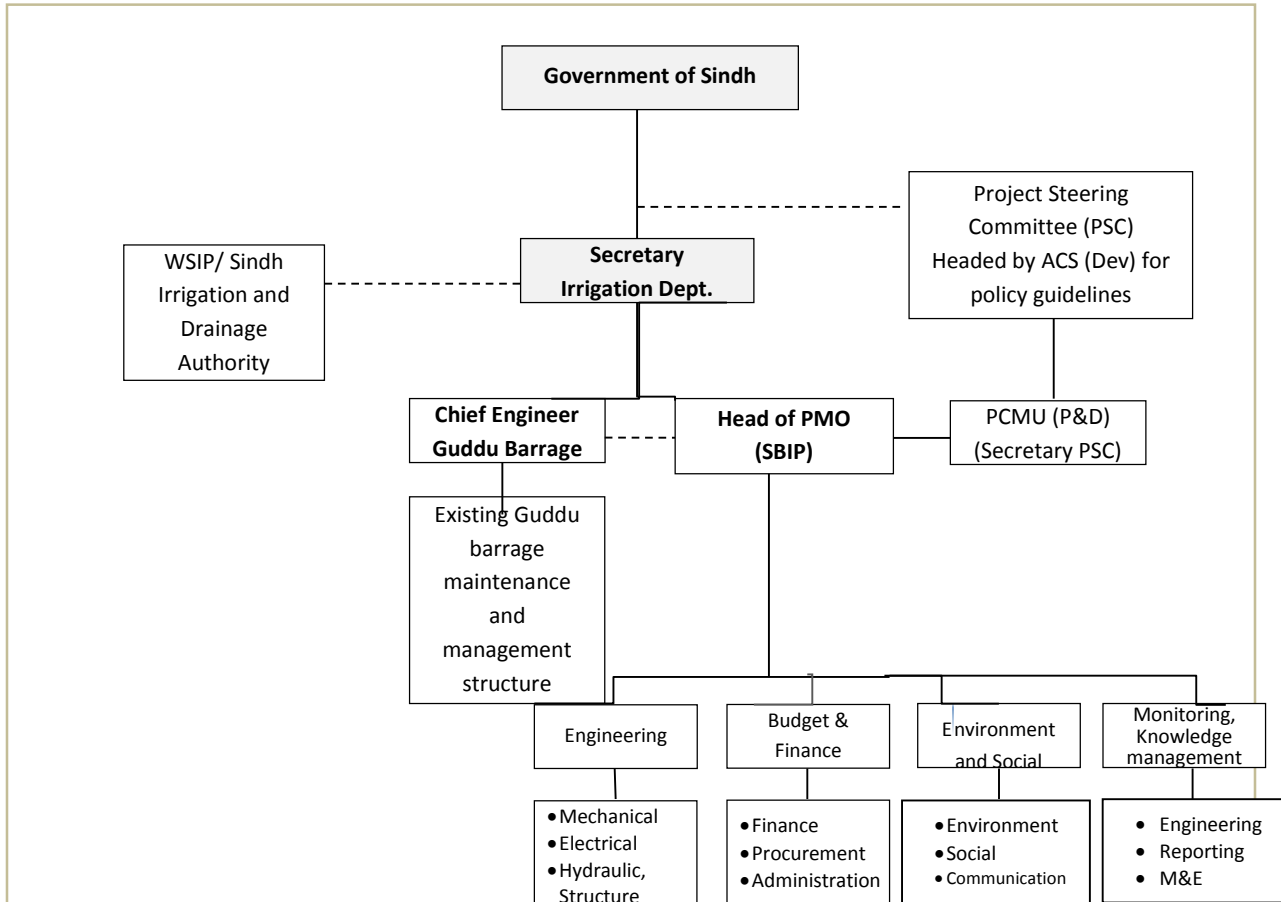 Government of Sindh
Project Steering
Committee (PSC)
Headed by ACS (Dev) for
policy guidelines
WSIP/ Sindh
Irrigation and
Drainage
Authority
Secretary
Irrigation Dept.
Chief Engineer
Guddu Barrage
Head of PMO
(SBIP)
PCMU (P&D)
(Secretary PSC)
Existing Guddu
barrage
maintenance
and
management
structure
Engineering
Budget &
Finance
Environment
and Social
Monitoring,
Knowledge
management
•Mechanical
•Electrical
•Hydraulic,
Structure
•Finance
•Procurement
•Administration
•Environment
•Social
•Communication
• Engineering
• Reporting
• M&E